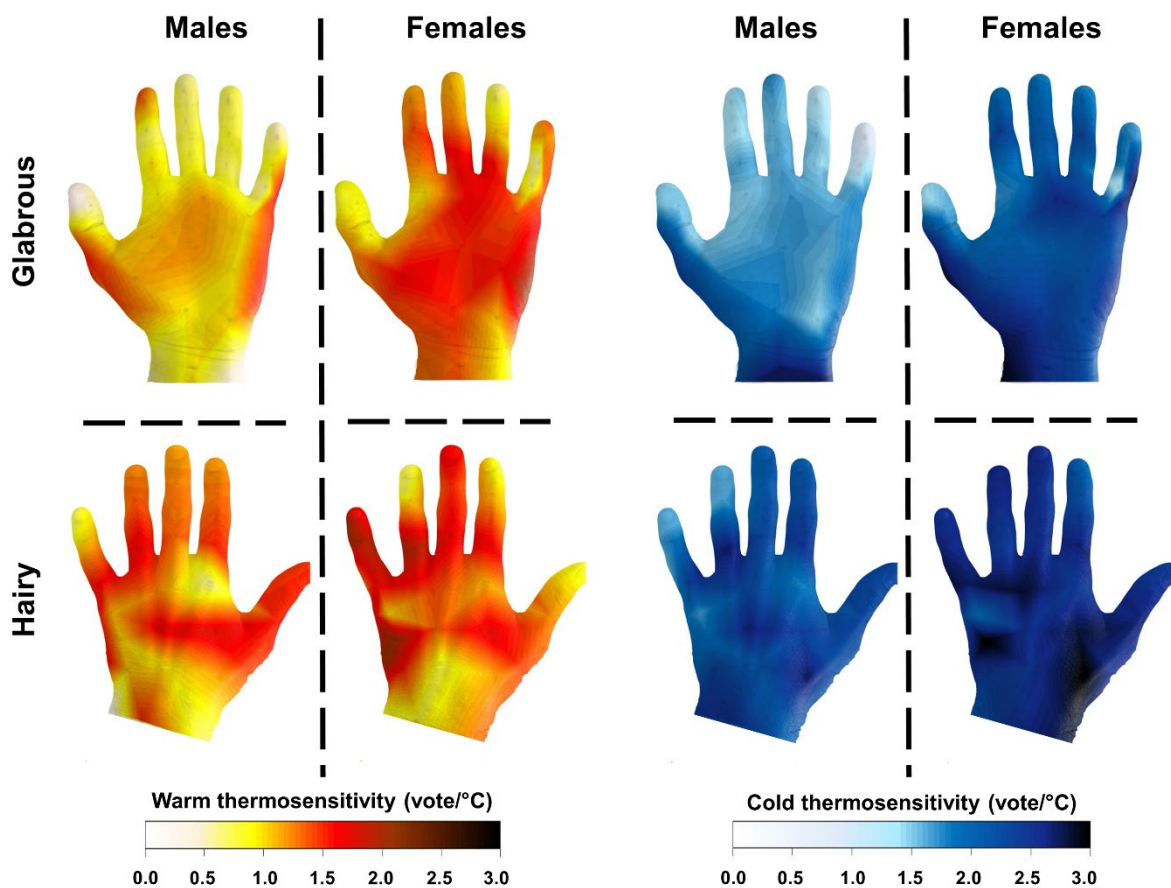 Males Females Males Females
Glabrous
Hairy
Warm thermosensitivity (vote/°C) Cold thermosensitivity (vote/°C)
0.0 0.5 1.0 1.5 2.0 2.5 3.0 0.0 0.5 1.0 1.5 2.0 2.5 3.0